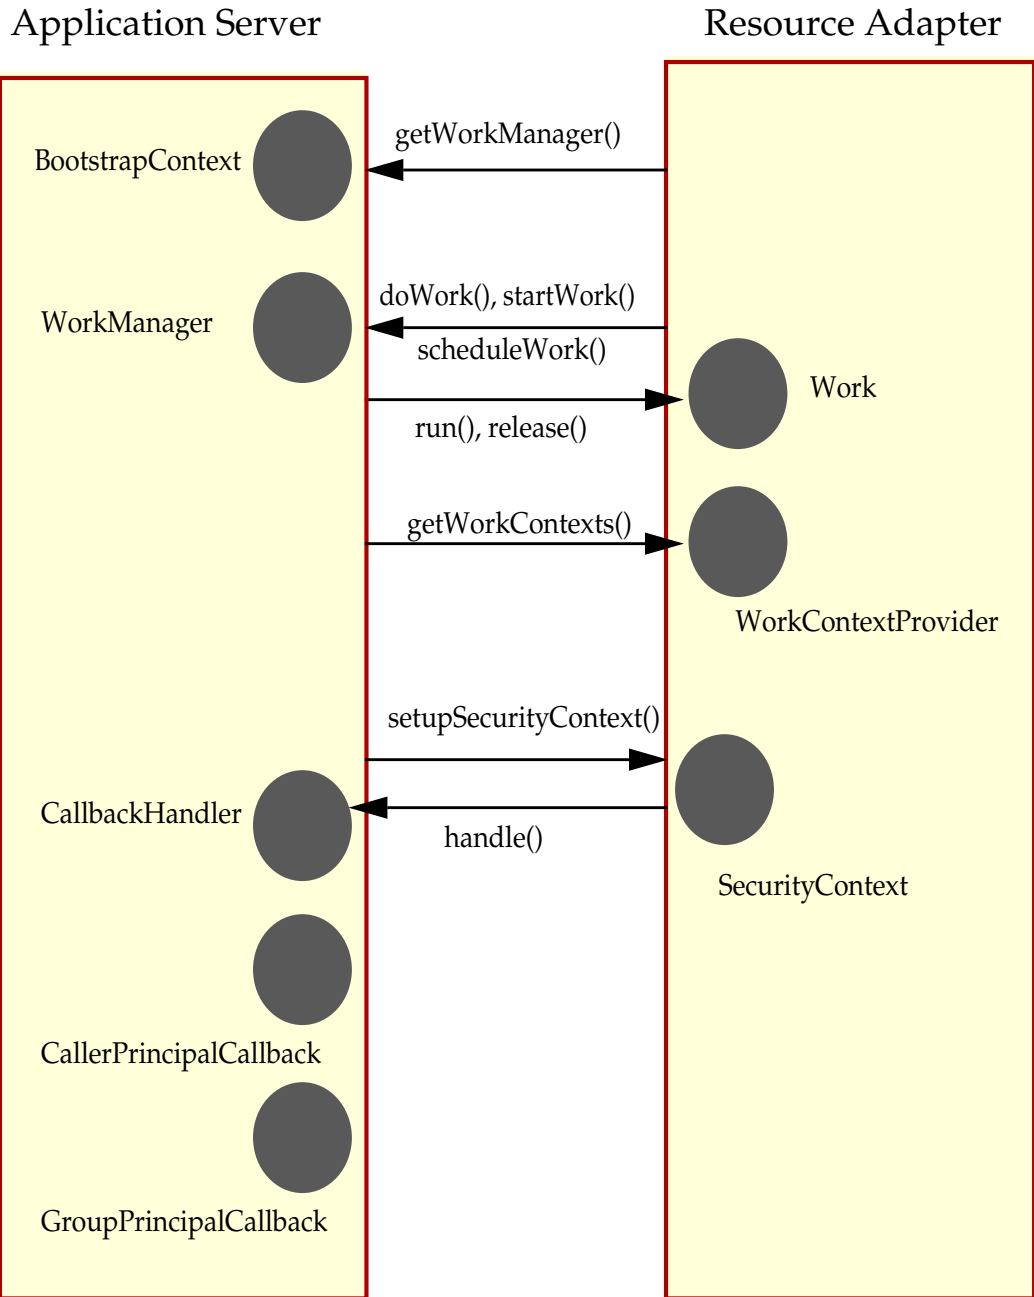 Application Server
Resource Adapter
getWorkManager()
BootstrapContext
doWork(), startWork()
WorkManager
scheduleWork()
Work
run(), release()
getWorkContexts()
WorkContextProvider
setupSecurityContext()
CallbackHandler
handle()
SecurityContext
CallerPrincipalCallback
GroupPrincipalCallback